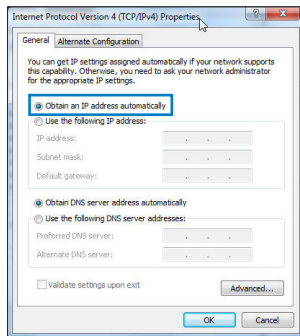 Internet Protocol Version 4 (TCP/IPv4) Properties
General
Alternate Configuration
You can get IP settings assigned automatically if your network supports
this capability. Otherwise, you need to ask your network administrator
for the appropriate IP settings.
Obtain an IP address automatically
Use the following IP address:
IP address:
Subnet mask:
Default gateway:
Obtain DNS server address automatically
Use the following DNS server addresses:
Preferred DNS server:
Alternate DNS server:
Validate settings upon exit
Advanced...
OK
Cancel